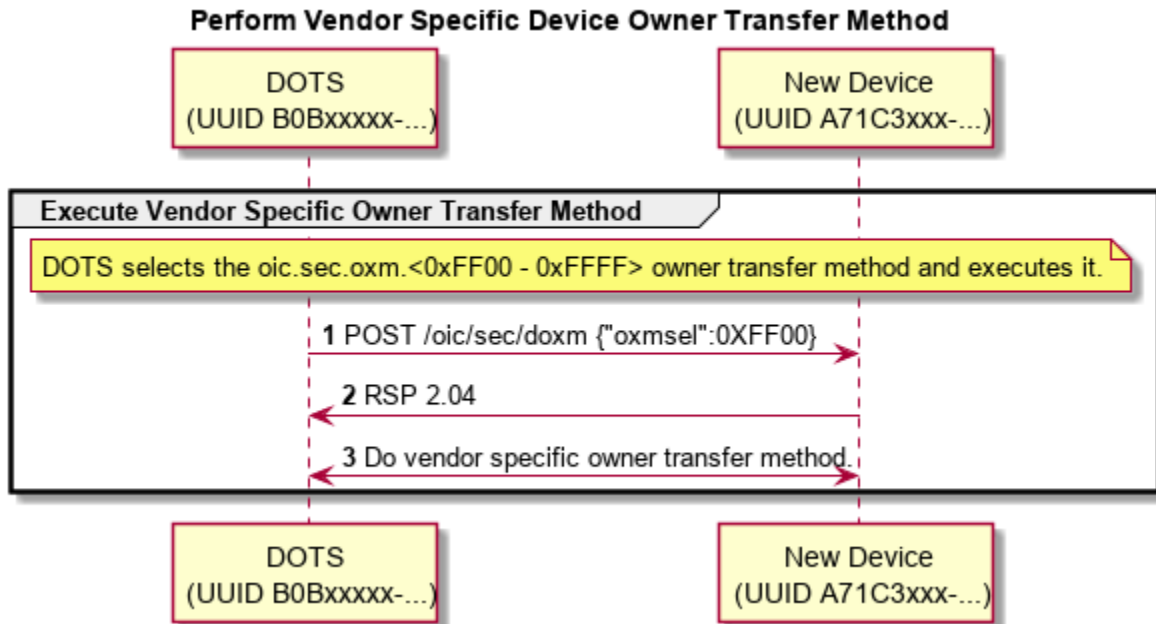 Perform Vendor Specific Device Owner Transfer Method
DOTS
(UUID B0Bxxxxx-...)
New Device
(UUID A71C3xxx-...)
Execute Vendor Specific Owner Transfer Method
DOTS selects the oic.sec.oxm.<0xFF00 - 0xFFFF> owner transfer method and executes it.
1 POST /oic/sec/doxm {"oxmsel":0XFF00}
2 RSP 2.04
3 Do vendor specific owner transfer method.
DOTS
(UUID B0Bxxxxx-...)
New Device
(UUID A71C3xxx-...)